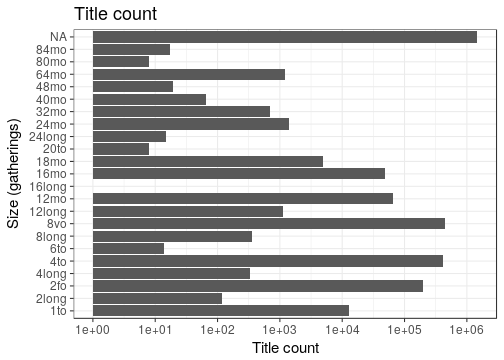 Title count
NA
84mo
80mo
64mo
48mo
40mo
32mo
24mo
24long
20to
18mo
16mo
16long
12mo
12long
8vo
8long
6to
4to
4long
2fo
2long
1to
Size (gatherings)
1e+00 1e+01 1e+02 1e+03 1e+04 1e+05 1e+06
Title count